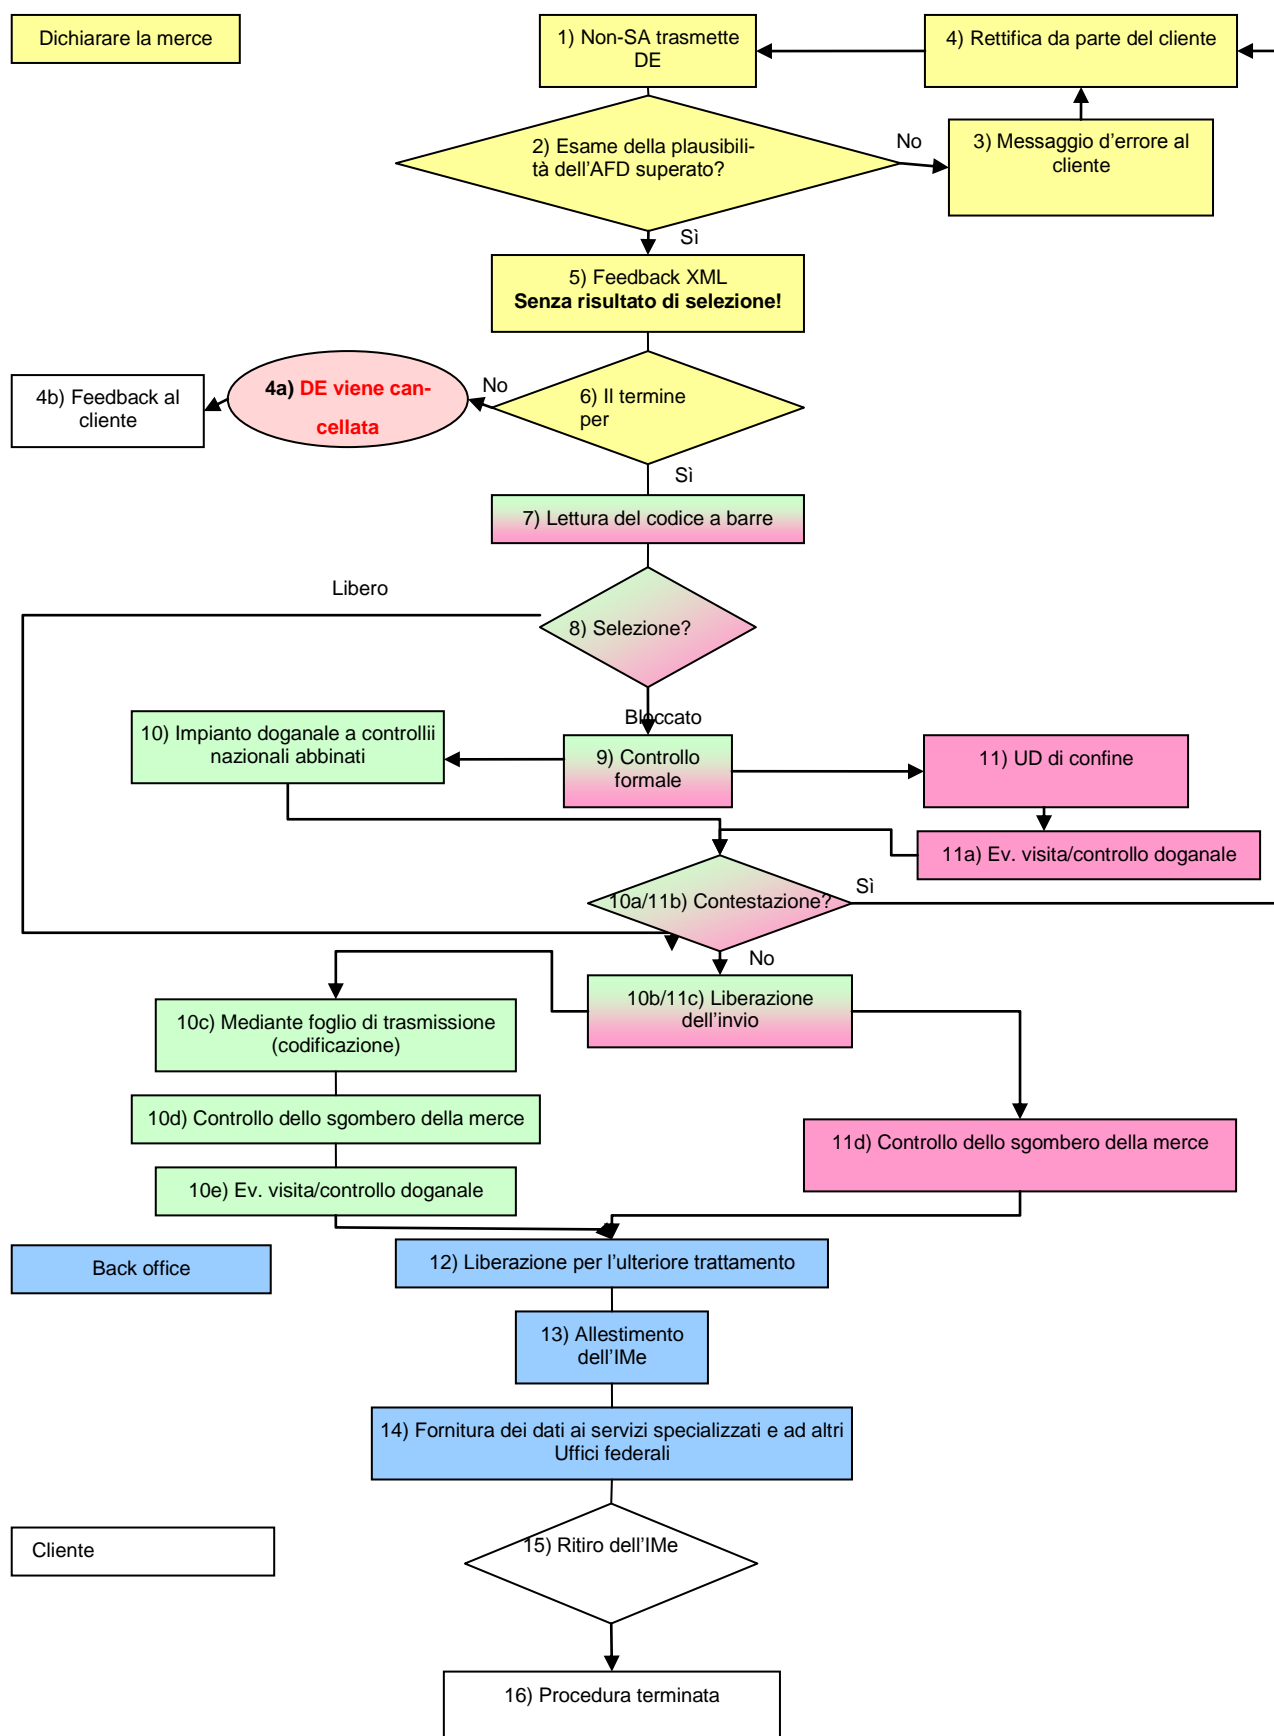 Dichiarare la merce
1) Non-SA trasmette
DE
4) Rettifica da parte del cliente
2) Esame della plausibili-
tà dell'AFD superato?
No
3) Messaggio d'errore al
cliente
Sì
5) Feedback XML
Senza risultato di selezione!
4b) Feedback al
cliente
4a) DE viene can-
cellata
No
6) Il termine
per
Sì
7) Lettura del codice a barre
Libero
8) Selezione?
Bloccato
10) Impianto doganale a controllii
nazionali abbinati
9) Controllo
formale
11) UD di confine
11a) Ev. visita/controllo doganale
10a/11b) Contestazione?
Sì
No
10b/11c) Liberazione
dell'invio
10c) Mediante foglio di trasmissione
(codificazione)
10d) Controllo dello sgombero della merce
11d) Controllo dello sgombero della merce
10e) Ev. visita/controllo doganale
Back office
12) Liberazione per l'ulteriore trattamento
13) Allestimento
dell'IMe
14) Fornitura dei dati ai servizi specializzati e ad altri
Uffici federali
Cliente
15) Ritiro dell'IMe
16) Procedura terminata